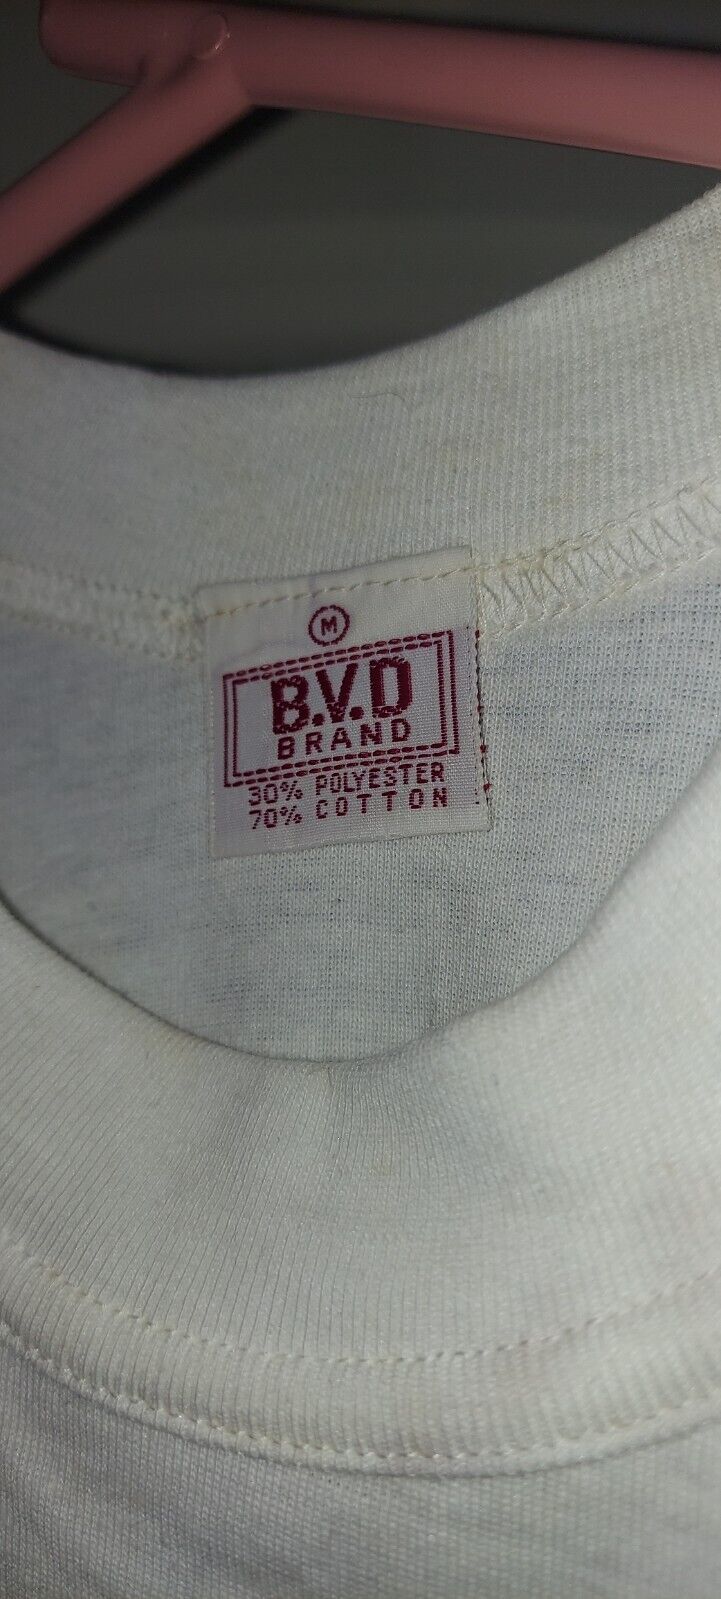 M
B.V.D
BRAND
30% POLYESTER
70% COTTON